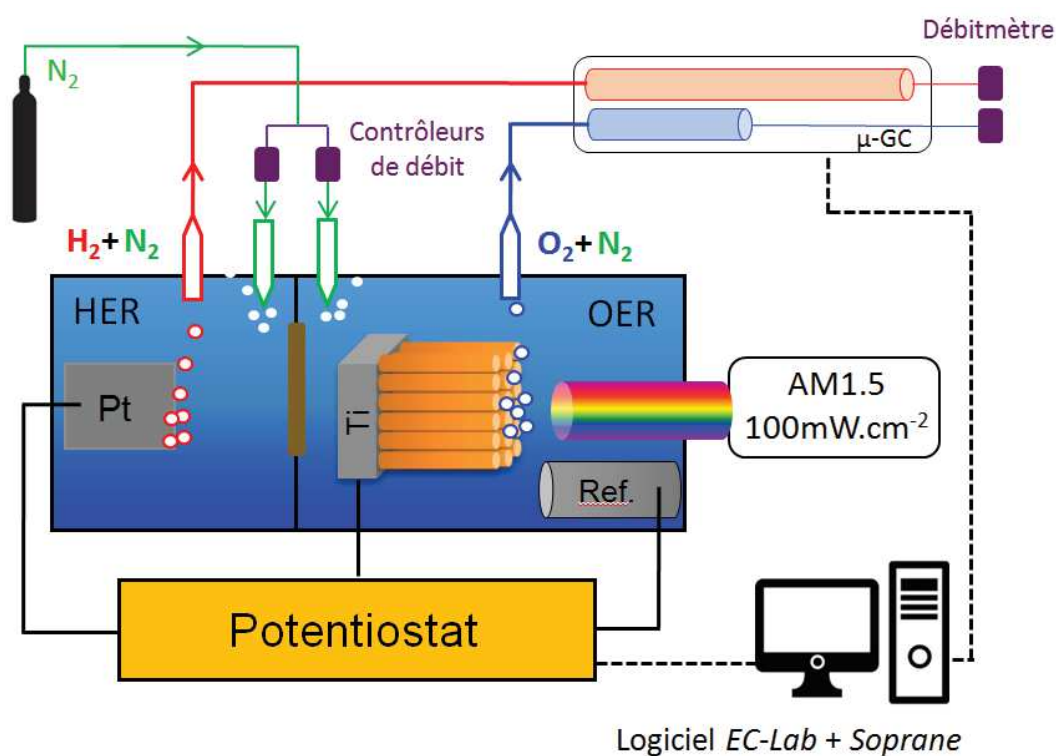 Débitmètre
N₂
Contrôleurs
de débit
μ-GC
H₂+N₂
O₂+N₂
HER
OER
Pt
Ti
AM1.5
100mW.cm⁻²
Ref.
Potentiostat
Logiciel EC-Lab + Soprane